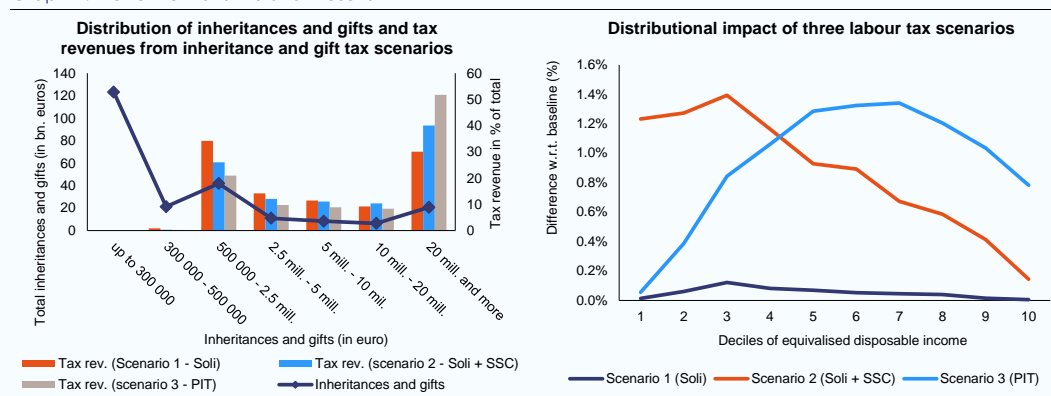 Distribution of inheritances and gifts and tax
revenues from inheritance and gift tax scenarios
Total inheritances and gifts (in bn. euros)
140
120
100
80
60
40
20
0
60
50
40
30
20
10
0
Tax revenue in % of total
up to 300 000
300 000 - 500 000
500 000 - 2.5 mill.
2.5 mill. - 5 mill.
5 mill. - 10 mil.
10 mill. - 20 mill.
20 mill. and more
Inheritances and gifts (in euro)
Tax rev. (Scenario 1 - Soli)
Tax rev. (scenario 2 - Soli + SSC)
Tax rev. (scenario 3 - PIT)
Inheritances and gifts
Distributional impact of three labour tax scenarios
Difference w.r.t. baseline (%)
1.6%
1.4%
1.2%
1.0%
0.8%
0.6%
0.4%
0.2%
0.0%
1 2 3 4 5 6 7 8 9 10
Deciles of equivalised disposable income
Scenario 1 (Soli)
Scenario 2 (Soli + SSC)
Scenario 3 (PIT)